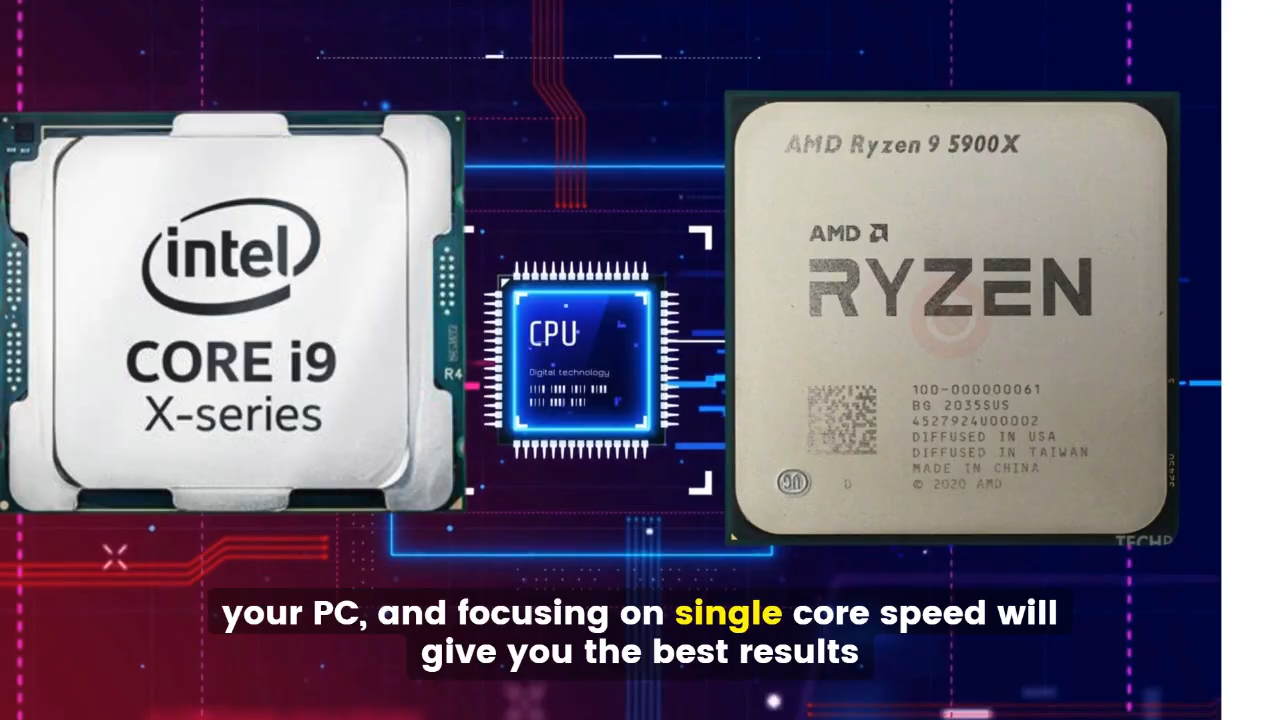 intel
CORE i9
X-series
R4
CPU
Digital technology
AMD Ryzen 9 5900X
AMD
RYZEN
100-000000061
BG 2035SUS
4527924U00002
DIFFUSED IN USA
DIFFUSED IN TAIWAN
MADE IN CHINA
© 2020 AMD
D
TECHP
your PC, and focusing on single core speed will
give you the best results